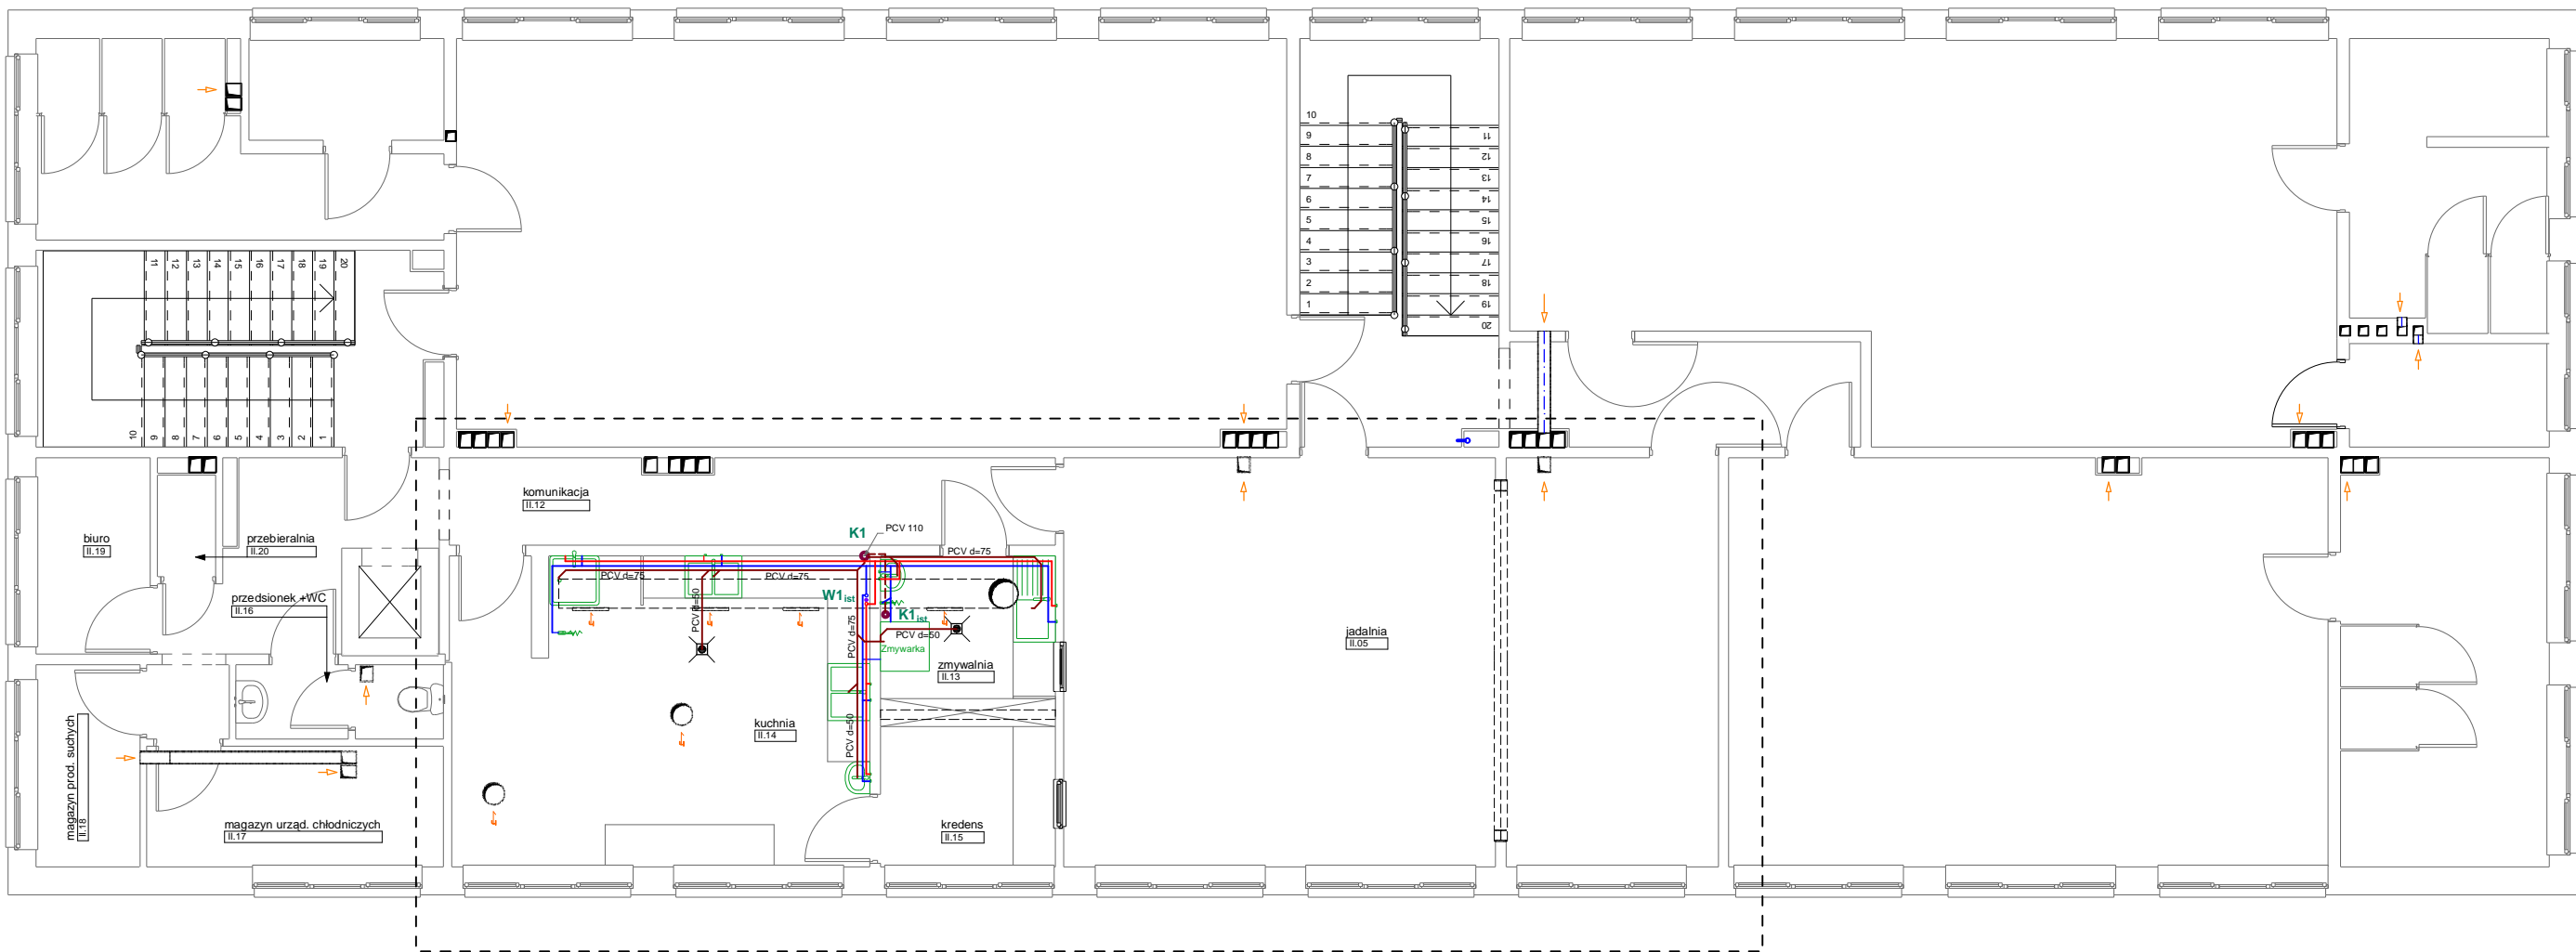 10
9
8
7
6
5
4
3
2
1
11
12
13
14
15
16
17
18
19
20
11
12
13
14
15
16
17
18
19
20
10
9
8
7
6
5
4
3
2
1
komunikacja
II.12
biuro
II.19
przebieralnia
II.20
przedsionek +WC
II.16
K1
PCV 110
PCV d=75
PCV d=75
PCV d=75
PCV d=50
W1ist
K1ist
PCV d=75
PCV d=50
Zmywarka
zmywalnia
II.13
jadalnia
II.05
kuchnia
II.14
PCV d=50
magazyn prod. suchych
II.18
magazyn urząd. chłodniczych
II.17
kredens
II.15